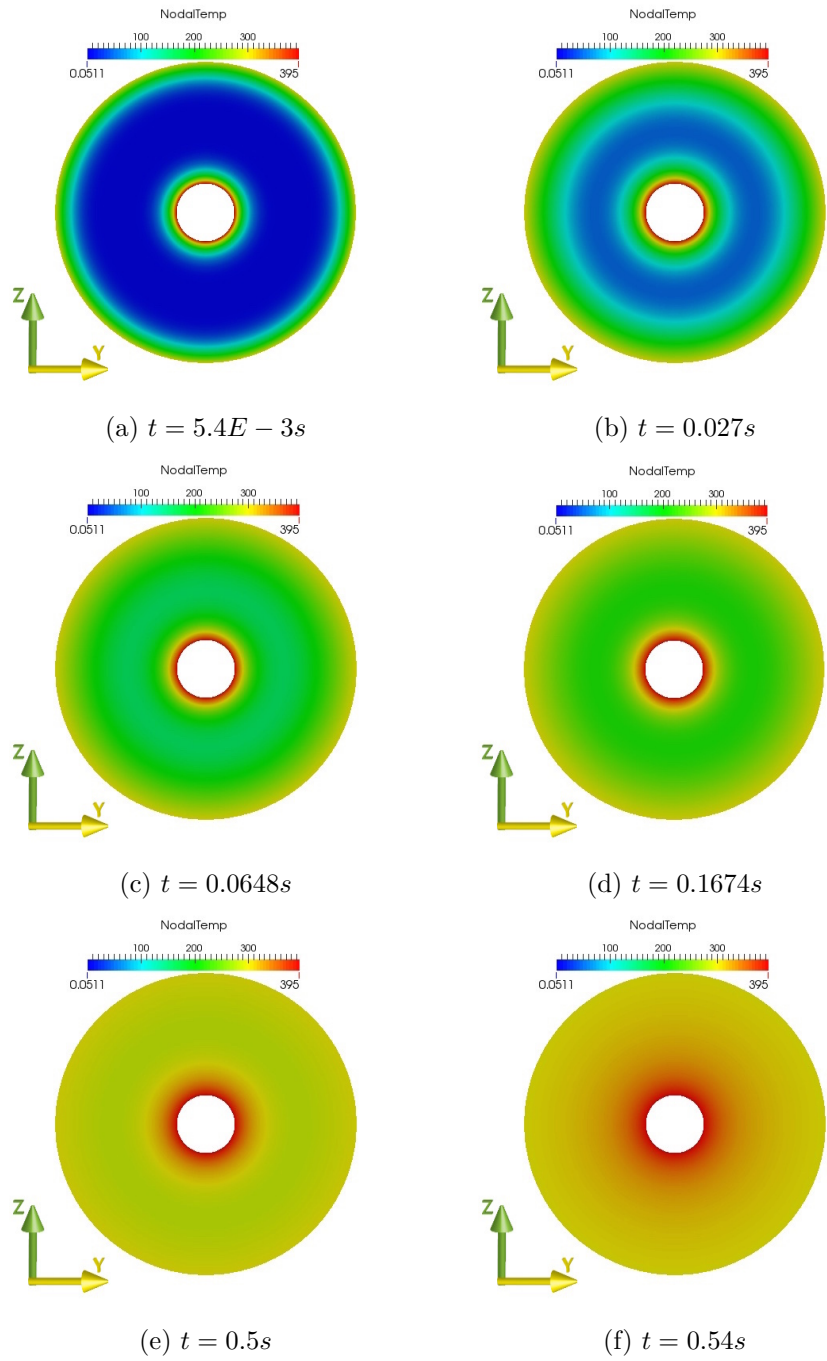 NodalTemp NodalTemp
100 200 300 100 200 300
0.0511 395 0.0511 395
Z Z
Y Y
(a) t = 5.4E − 3s (b) t = 0.027s
NodalTemp NodalTemp
100 200 300 100 200 300
0.0511 395 0.0511 395
Z Z
Y Y
(c) t = 0.0648s (d) t = 0.1674s
NodalTemp NodalTemp
100 200 300 100 200 300
0.0511 395 0.0511 395
Z Z
Y Y
(e) t = 0.5s (f) t = 0.54s